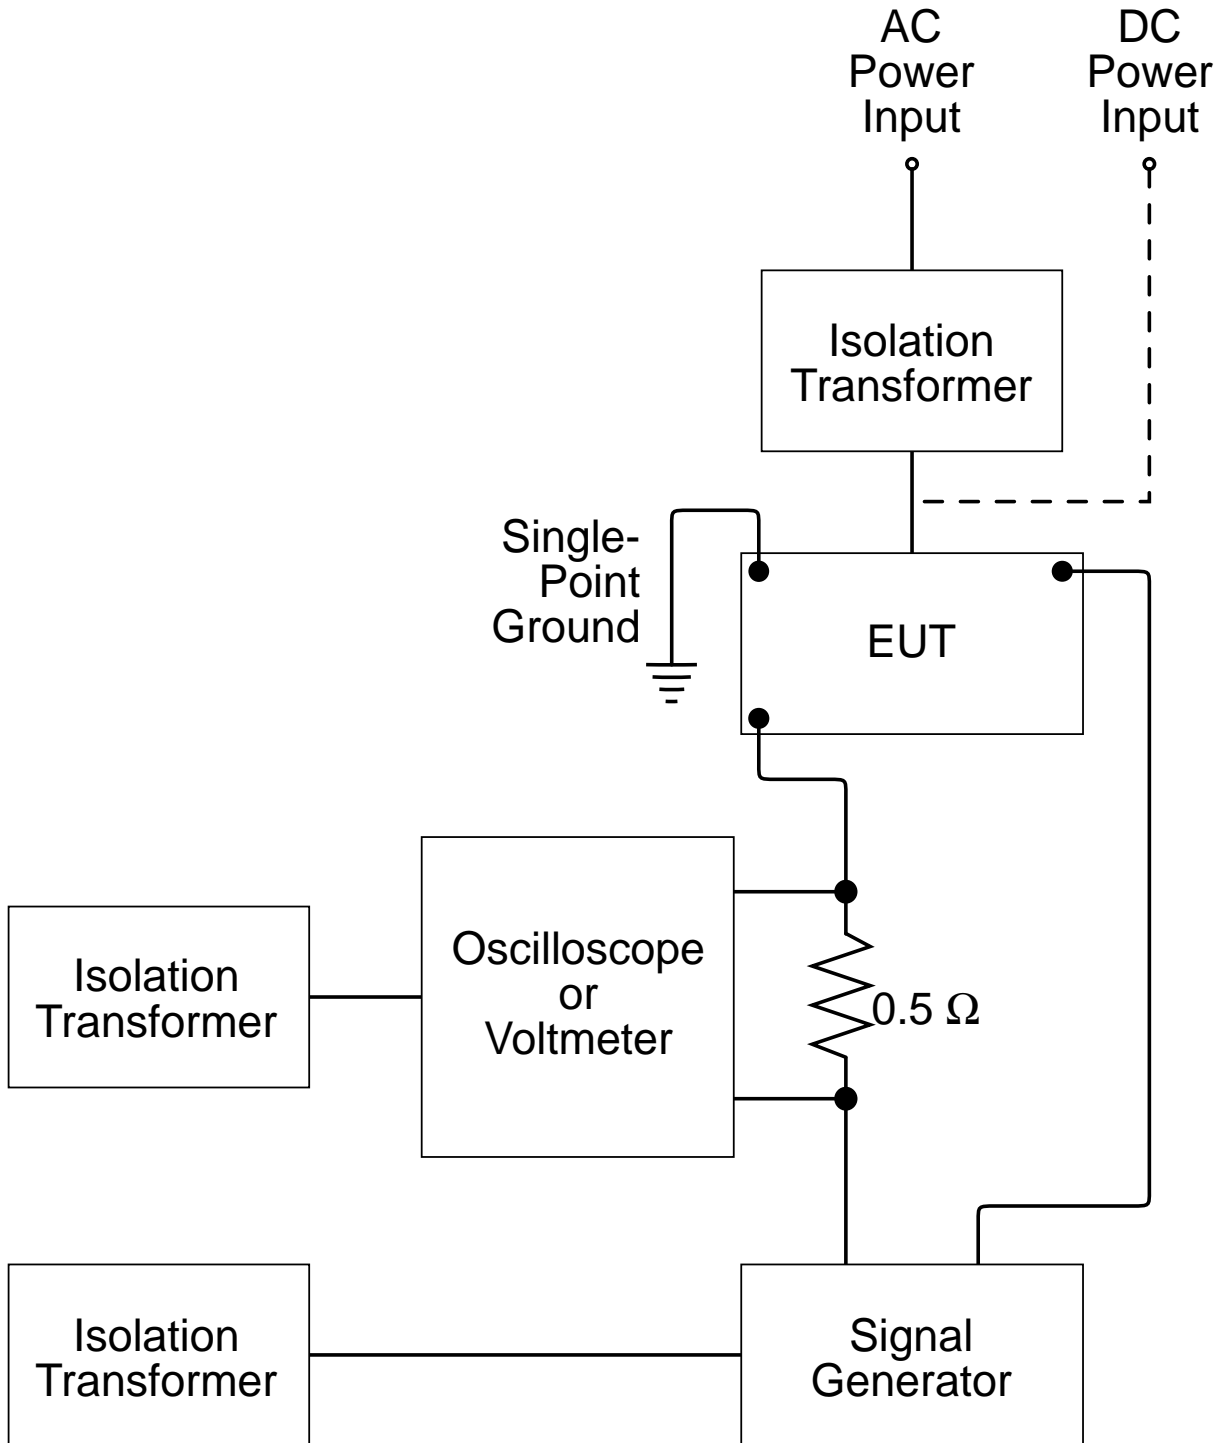 AC
Power
Input
DC
Power
Input
Isolation
Transformer
Single-
Point
Ground
EUT
Oscilloscope
or
Voltmeter
Isolation
Transformer
0.5 Ω
Isolation
Transformer
Signal
Generator